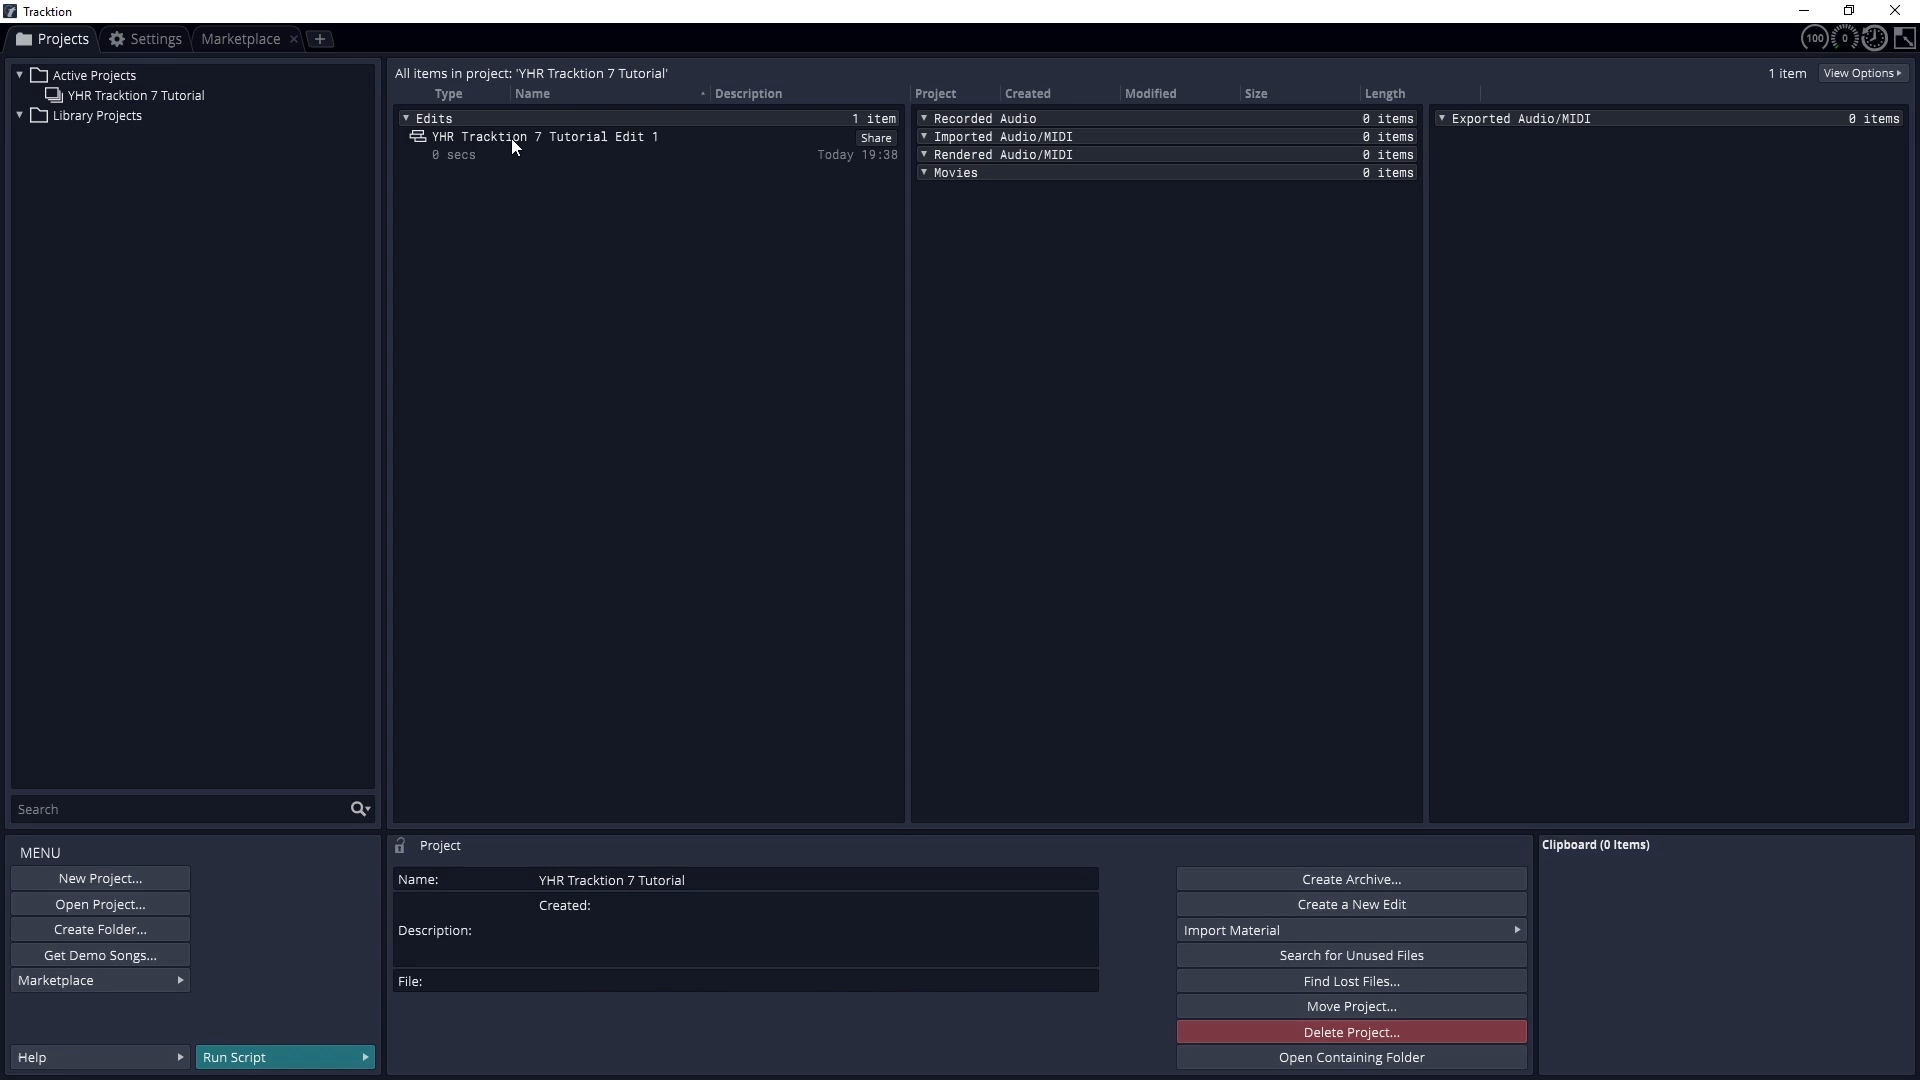 Tracktion
Projects
Settings
Marketplace
100
0
Active Projects
YHR Tracktion 7 Tutorial
Library Projects
Search
All items in project: 'YHR Tracktion 7 Tutorial'
1 item
View Options
Type
Name
Description
Project
Created
Modified
Size
Length
Edits
1 item
YHR Tracktion 7 Tutorial Edit 1
Share
0 secs
Today 19:38
Recorded Audio
0 items
Imported Audio/MIDI
0 items
Rendered Audio/MIDI
0 items
Movies
0 items
Exported Audio/MIDI
0 items
MENU
New Project...
Open Project...
Create Folder...
Get Demo Songs...
Marketplace
Help
Run Script
Project
Name:
YHR Tracktion 7 Tutorial
Created:
Description:
File:
Create Archive...
Create a New Edit
Import Material
Search for Unused Files
Find Lost Files...
Move Project...
Delete Project...
Open Containing Folder
Clipboard (0 Items)